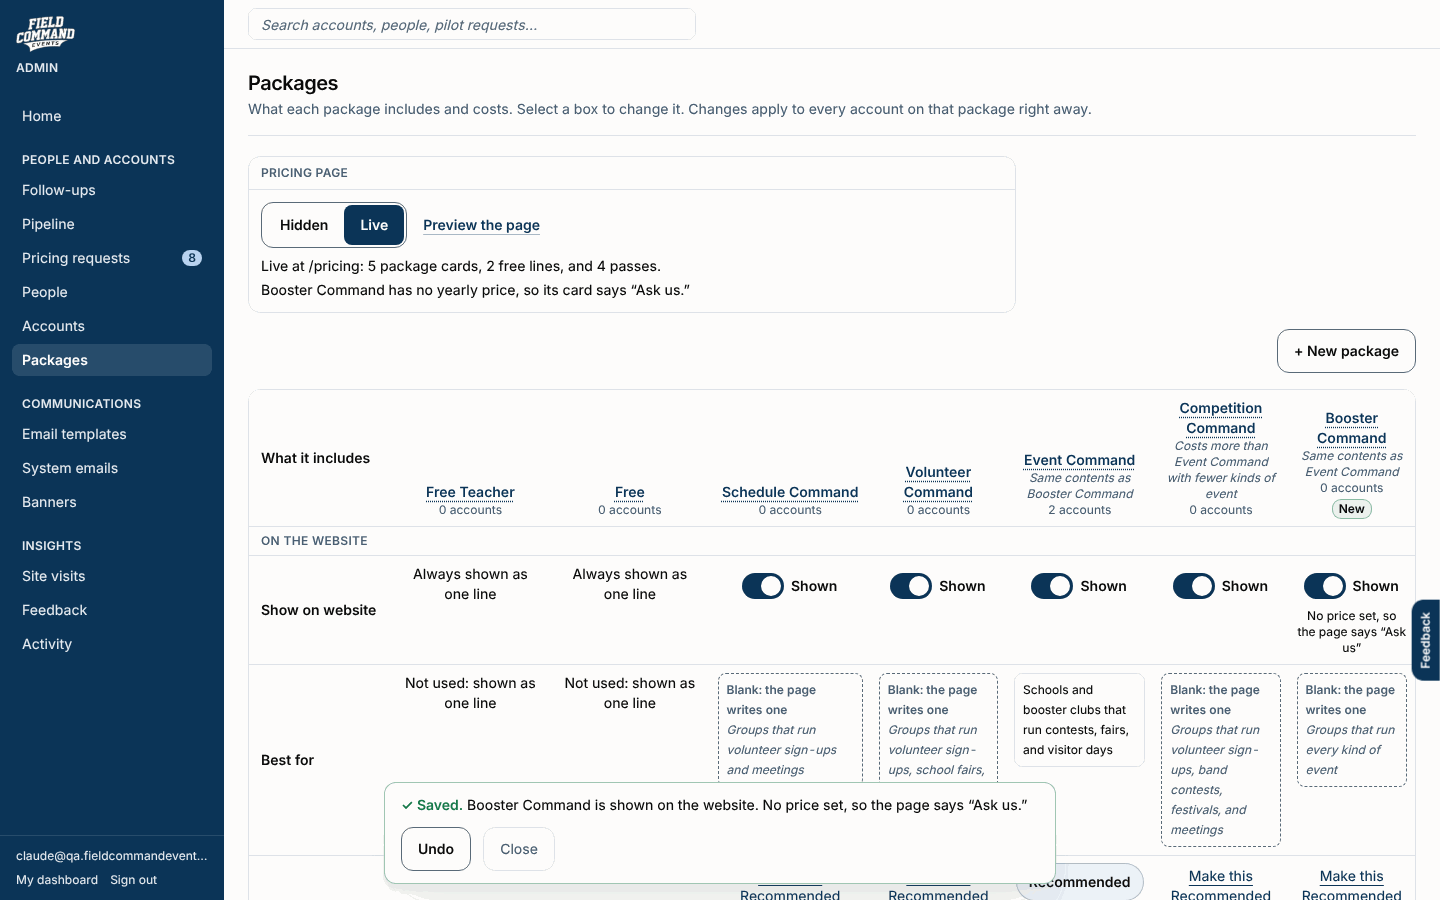 FIELD
COMMAND
EVENTS
ADMIN
Home
PEOPLE AND ACCOUNTS
Follow-ups
Pipeline
Pricing requests 8
People
Accounts
Packages
COMMUNICATIONS
Email templates
System emails
Banners
INSIGHTS
Site visits
Feedback
Activity
claude@qa.fieldcommandevent...
My dashboard Sign out
Search accounts, people, pilot requests...
Packages
What each package includes and costs. Select a box to change it. Changes apply to every account on that package right away.
PRICING PAGE
Hidden Live Preview the page
Live at /pricing: 5 package cards, 2 free lines, and 4 passes.
Booster Command has no yearly price, so its card says “Ask us.”
+ New package
What it includes
Free Teacher
0 accounts
Free
0 accounts
Schedule Command
0 accounts
Volunteer
Command
0 accounts
Event Command
Same contents as
Booster Command
2 accounts
Competition
Command
Costs more than
Event Command
with fewer kinds of
event
0 accounts
Booster
Command
Same contents as
Event Command
0 accounts
New
ON THE WEBSITE
Show on website
Always shown as
one line
Always shown as
one line
Shown
Shown
Shown
Shown
Shown
No price set, so
the page says “Ask
us”
Best for
Not used: shown as
one line
Not used: shown as
one line
Blank: the page
writes one
Groups that run
volunteer sign-ups
and meetings
Blank: the page
writes one
Groups that run
volunteer sign-
ups, school fairs,
Schools and
booster clubs that
run contests, fairs,
and visitor days
Blank: the page
writes one
Groups that run
volunteer sign-
ups, band
contests,
festivals, and
meetings
Blank: the page
writes one
Groups that run
every kind of
event
Recommended
Recommended
Recommended
Make this
Recommended
Make this
Recommended
✓ Saved. Booster Command is shown on the website. No price set, so the page says “Ask us.”
Undo Close
Feedback